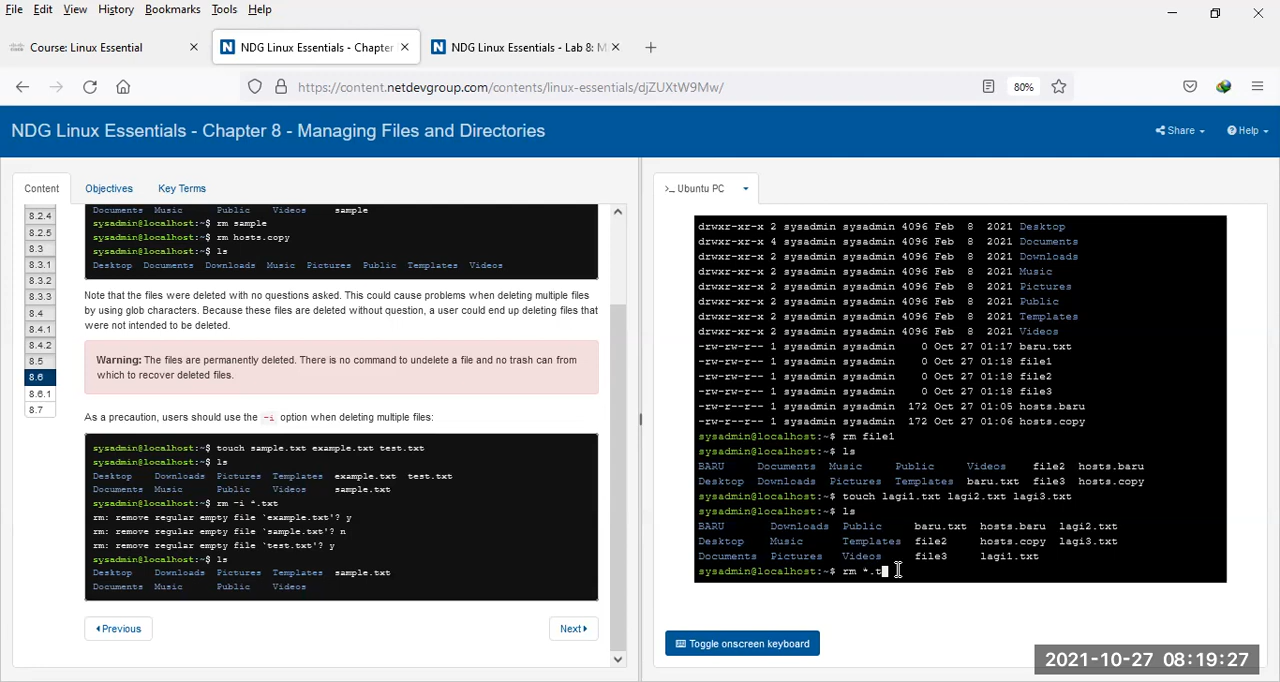 File Edit View History Bookmarks Tools Help
Course: Linux Essential
NDG Linux Essentials - Chapter
NDG Linux Essentials - Lab 8: M
https://content.netdevgroup.com/contents/linux-essentials/djZUXtW9Mw/
80%
NDG Linux Essentials - Chapter 8 - Managing Files and Directories
Share
Help
Content Objectives Key Terms
8.2.4
8.2.5
8.3
8.3.1
8.3.2
8.3.3
8.4
8.4.1
8.4.2
8.5
8.6
8.6.1
8.7
Documents Music Public Videos sample
sysadmin@localhost:~$ rm sample
sysadmin@localhost:~$ rm hosts.copy
sysadmin@localhost:~$ ls
Desktop Documents Downloads Music Pictures Public Templates Videos
Note that the files were deleted with no questions asked. This could cause problems when deleting multiple files
by using glob characters. Because these files are deleted without question, a user could end up deleting files that
were not intended to be deleted.
Warning: The files are permanently deleted. There is no command to undelete a file and no trash can from
which to recover deleted files.
As a precaution, users should use the -i option when deleting multiple files:
sysadmin@localhost:~$ touch sample.txt example.txt test.txt
sysadmin@localhost:~$ ls
Desktop Downloads Pictures Templates example.txt test.txt
Documents Music Public Videos sample.txt
sysadmin@localhost:~$ rm -i *.txt
rm: remove regular empty file `example.txt'? y
rm: remove regular empty file `sample.txt'? n
rm: remove regular empty file `test.txt'? y
sysadmin@localhost:~$ ls
Desktop Downloads Pictures Templates sample.txt
Documents Music Public Videos
Previous
Next
>_ Ubuntu PC
drwxr-xr-x 2 sysadmin sysadmin 4096 Feb 8 2021 Desktop
drwxr-xr-x 4 sysadmin sysadmin 4096 Feb 8 2021 Documents
drwxr-xr-x 2 sysadmin sysadmin 4096 Feb 8 2021 Downloads
drwxr-xr-x 2 sysadmin sysadmin 4096 Feb 8 2021 Music
drwxr-xr-x 2 sysadmin sysadmin 4096 Feb 8 2021 Pictures
drwxr-xr-x 2 sysadmin sysadmin 4096 Feb 8 2021 Public
drwxr-xr-x 2 sysadmin sysadmin 4096 Feb 8 2021 Templates
drwxr-xr-x 2 sysadmin sysadmin 4096 Feb 8 2021 Videos
-rw-rw-r-- 1 sysadmin sysadmin 0 Oct 27 01:17 baru.txt
-rw-rw-r-- 1 sysadmin sysadmin 0 Oct 27 01:18 file1
-rw-rw-r-- 1 sysadmin sysadmin 0 Oct 27 01:18 file2
-rw-rw-r-- 1 sysadmin sysadmin 0 Oct 27 01:18 file3
-rw-r--r-- 1 sysadmin sysadmin 172 Oct 27 01:05 hosts.baru
-rw-r--r-- 1 sysadmin sysadmin 172 Oct 27 01:06 hosts.copy
sysadmin@localhost:~$ rm file1
sysadmin@localhost:~$ ls
BARU Documents Music Public Videos file2 hosts.baru
Desktop Downloads Pictures Templates baru.txt file3 hosts.copy
sysadmin@localhost:~$ touch lagi1.txt lagi2.txt lagi3.txt
sysadmin@localhost:~$ ls
BARU Downloads Public baru.txt hosts.baru lagi2.txt
Desktop Music Templates file2 hosts.copy lagi3.txt
Documents Pictures Videos file3 lagi1.txt
sysadmin@localhost:~$ rm *.t
Toggle onscreen keyboard
2021-10-27 08:19:27